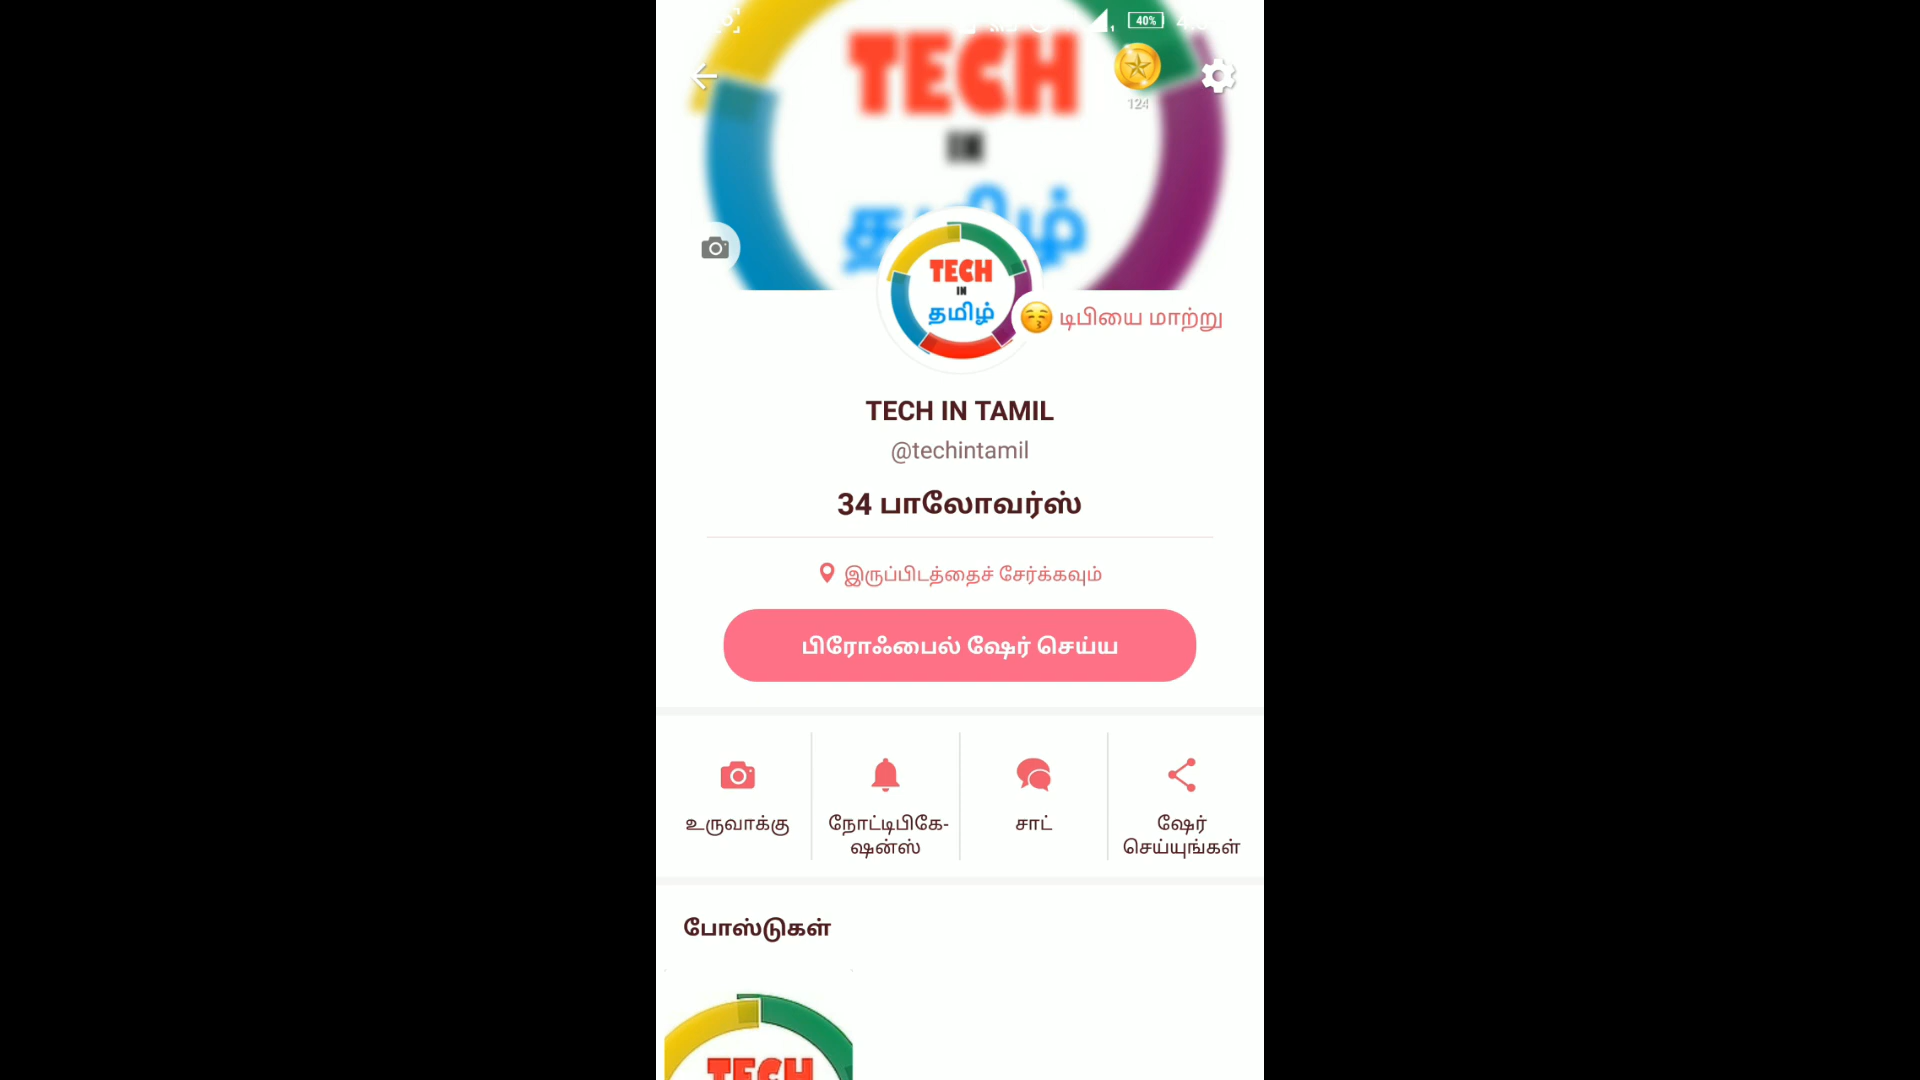 40%
TECH
IN
124
TECH
IN
தமிழ்
டிபியை மாற்று
TECH IN TAMIL
@techintamil
34 பாலோவர்ஸ்
இருப்பிடத்தைச் சேர்க்கவும்
பிரோஃபைல் ஷேர் செய்ய
உருவாக்கு
நோட்டிபிகே-
ஷன்ஸ்
சாட்
ஷேர்
செய்யுங்கள்
போஸ்டுகள்
TECH